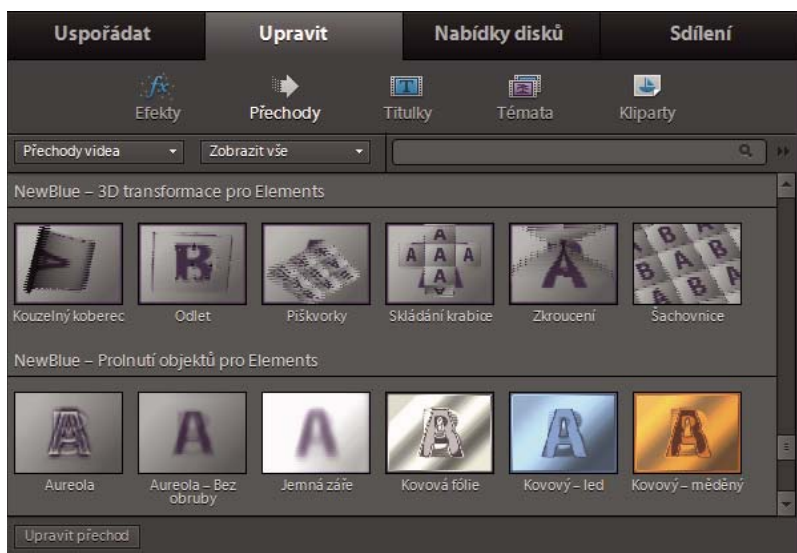 Uspořádat Upravit Nabídky disků Sdílení
Efekty Přechody Titulky Témata Kliparty
Přechody videa Zobrazit vše
NewBlue – 3D transformace pro Elements
Kouzelný koberec Odlet Piškvorky Skládání krabice Zkroucení Šachovnice
NewBlue – Prolnutí objektů pro Elements
Aureola Aureola – Bez obruby Jemná záře Kovová fólie Kovový – led Kovový – měděný
Upravit přechod